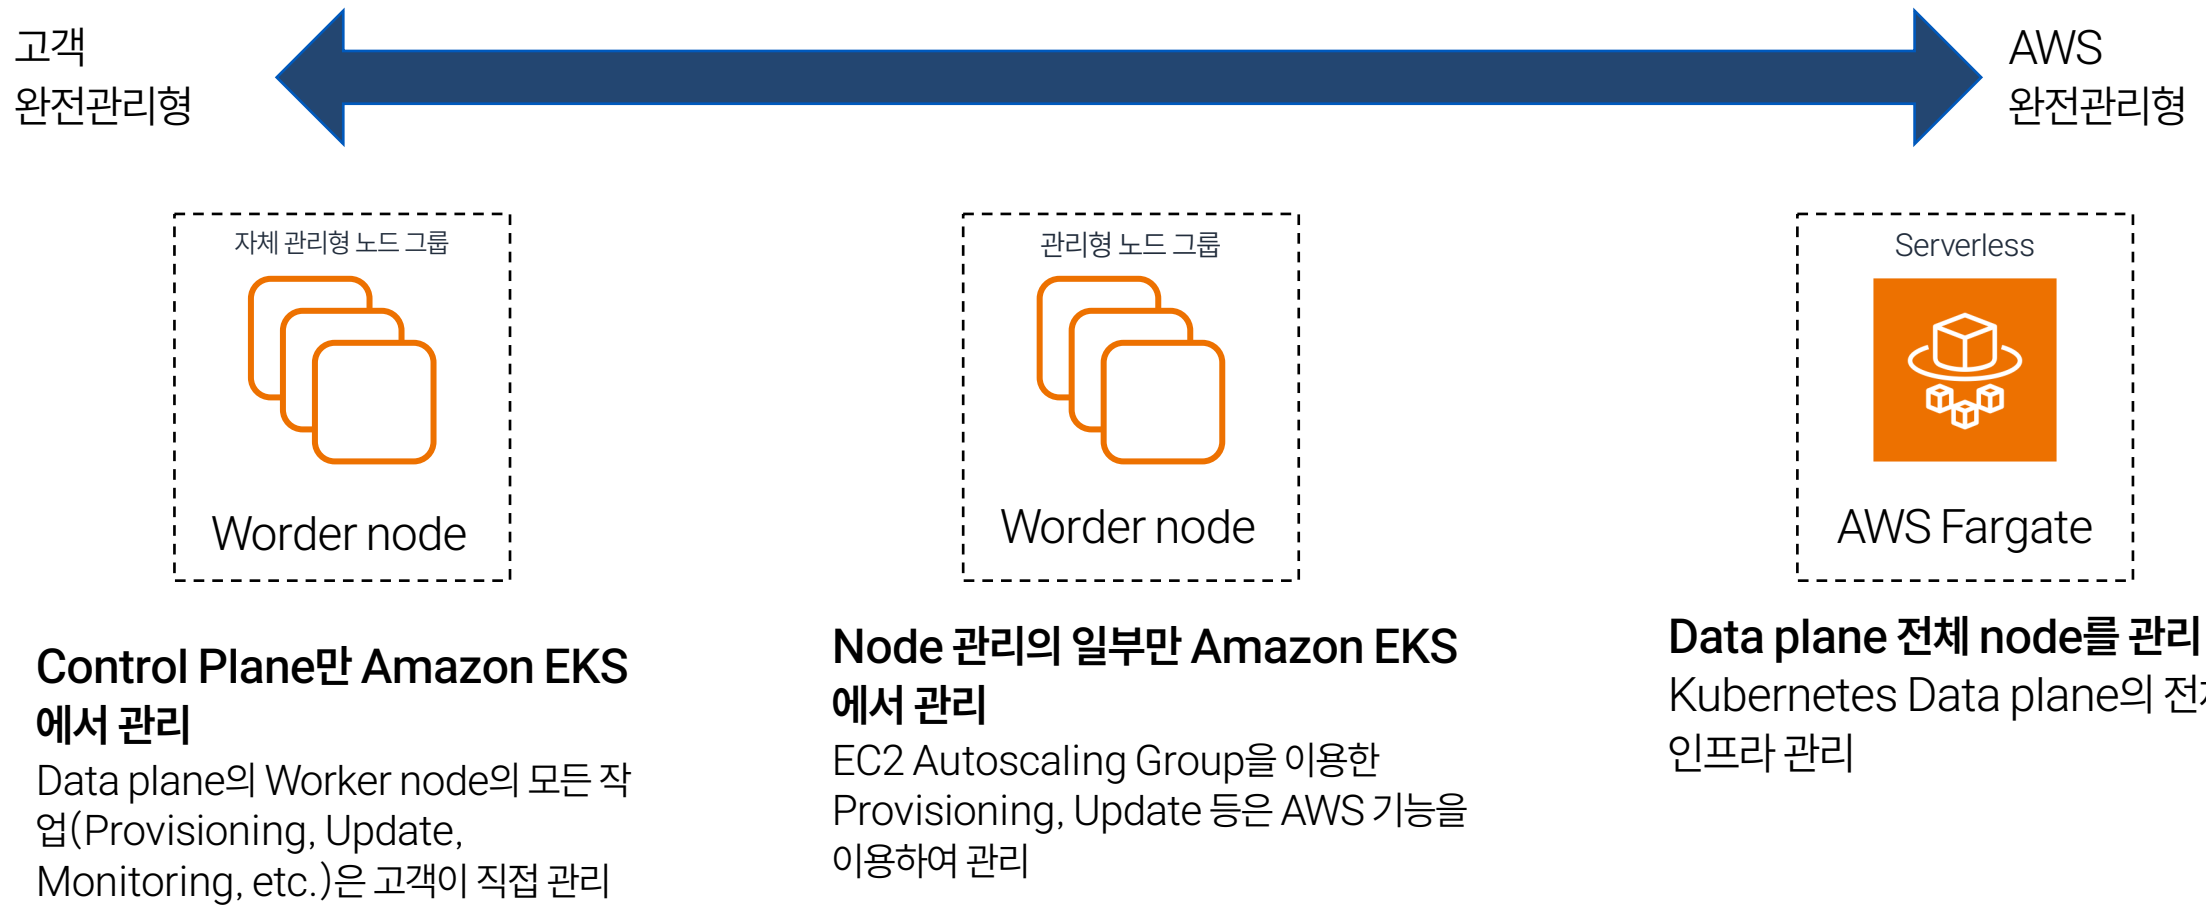 고객
완전관리형
AWS
완전관리형
자체 관리형 노드 그룹
Worder node
관리형 노드 그룹
Worder node
Serverless
AWS Fargate
Control Plane만 Amazon EKS
에서 관리
Data plane의 Worker node의 모든 작
업(Provisioning, Update,
Monitoring, etc.)은 고객이 직접 관리
Node 관리의 일부만 Amazon EKS
에서 관리
EC2 Autoscaling Group을 이용한
Provisioning, Update 등은 AWS 기능을
이용하여 관리
Data plane 전체 node를 관리
Kubernetes Data plane의
인프라 관리